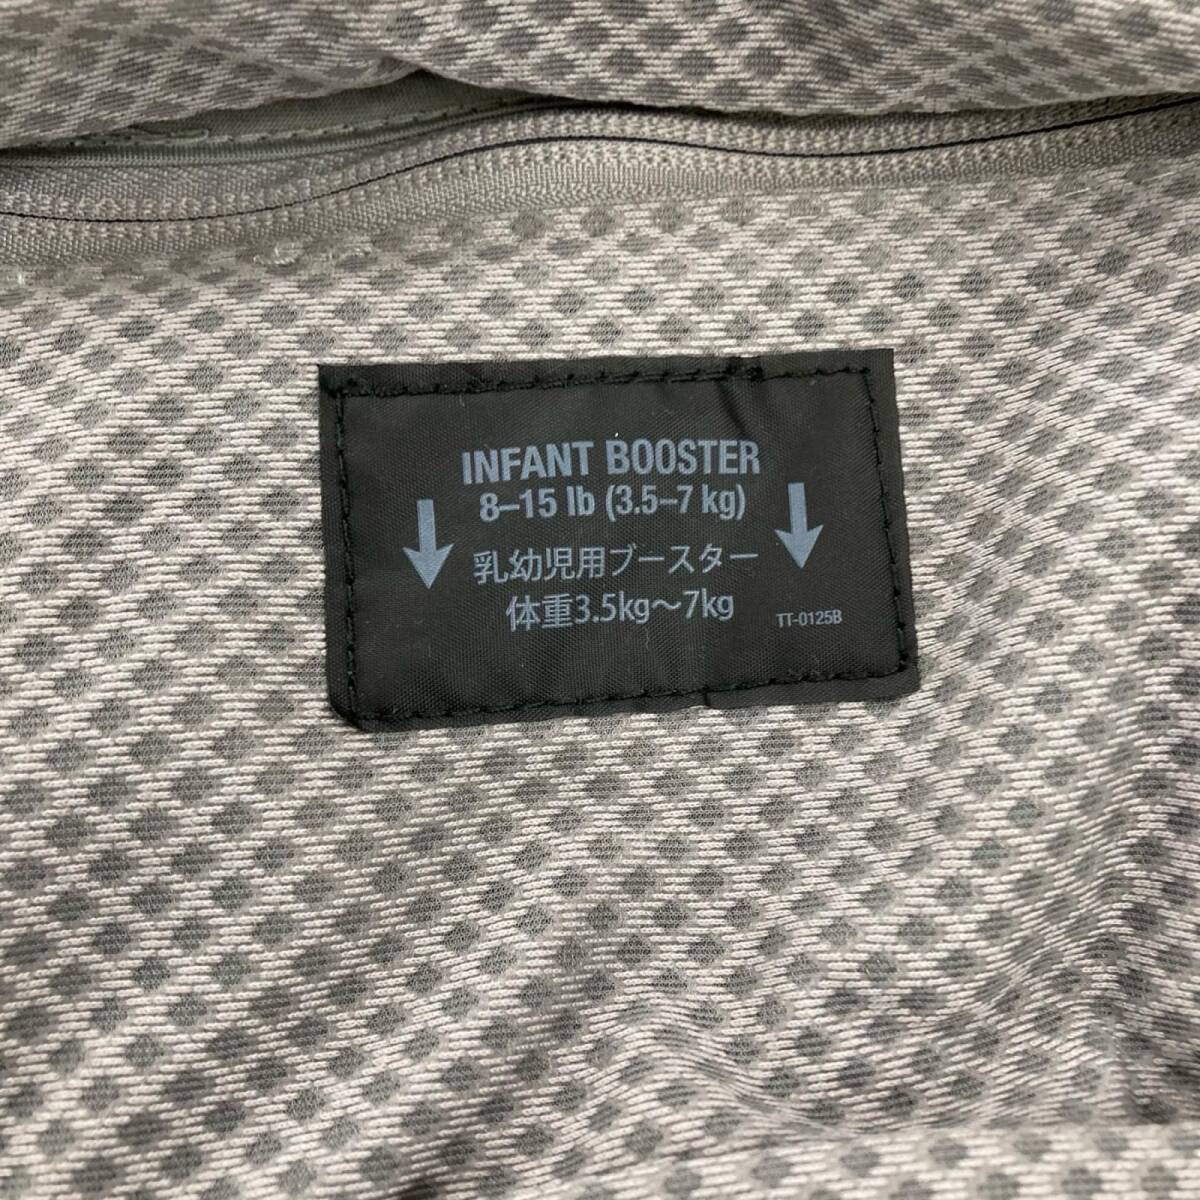 INFANT BOOSTER
8–15 lb (3.5–7 kg)
乳幼児用ブースター
体重3.5kg〜7kg
TT-0125B